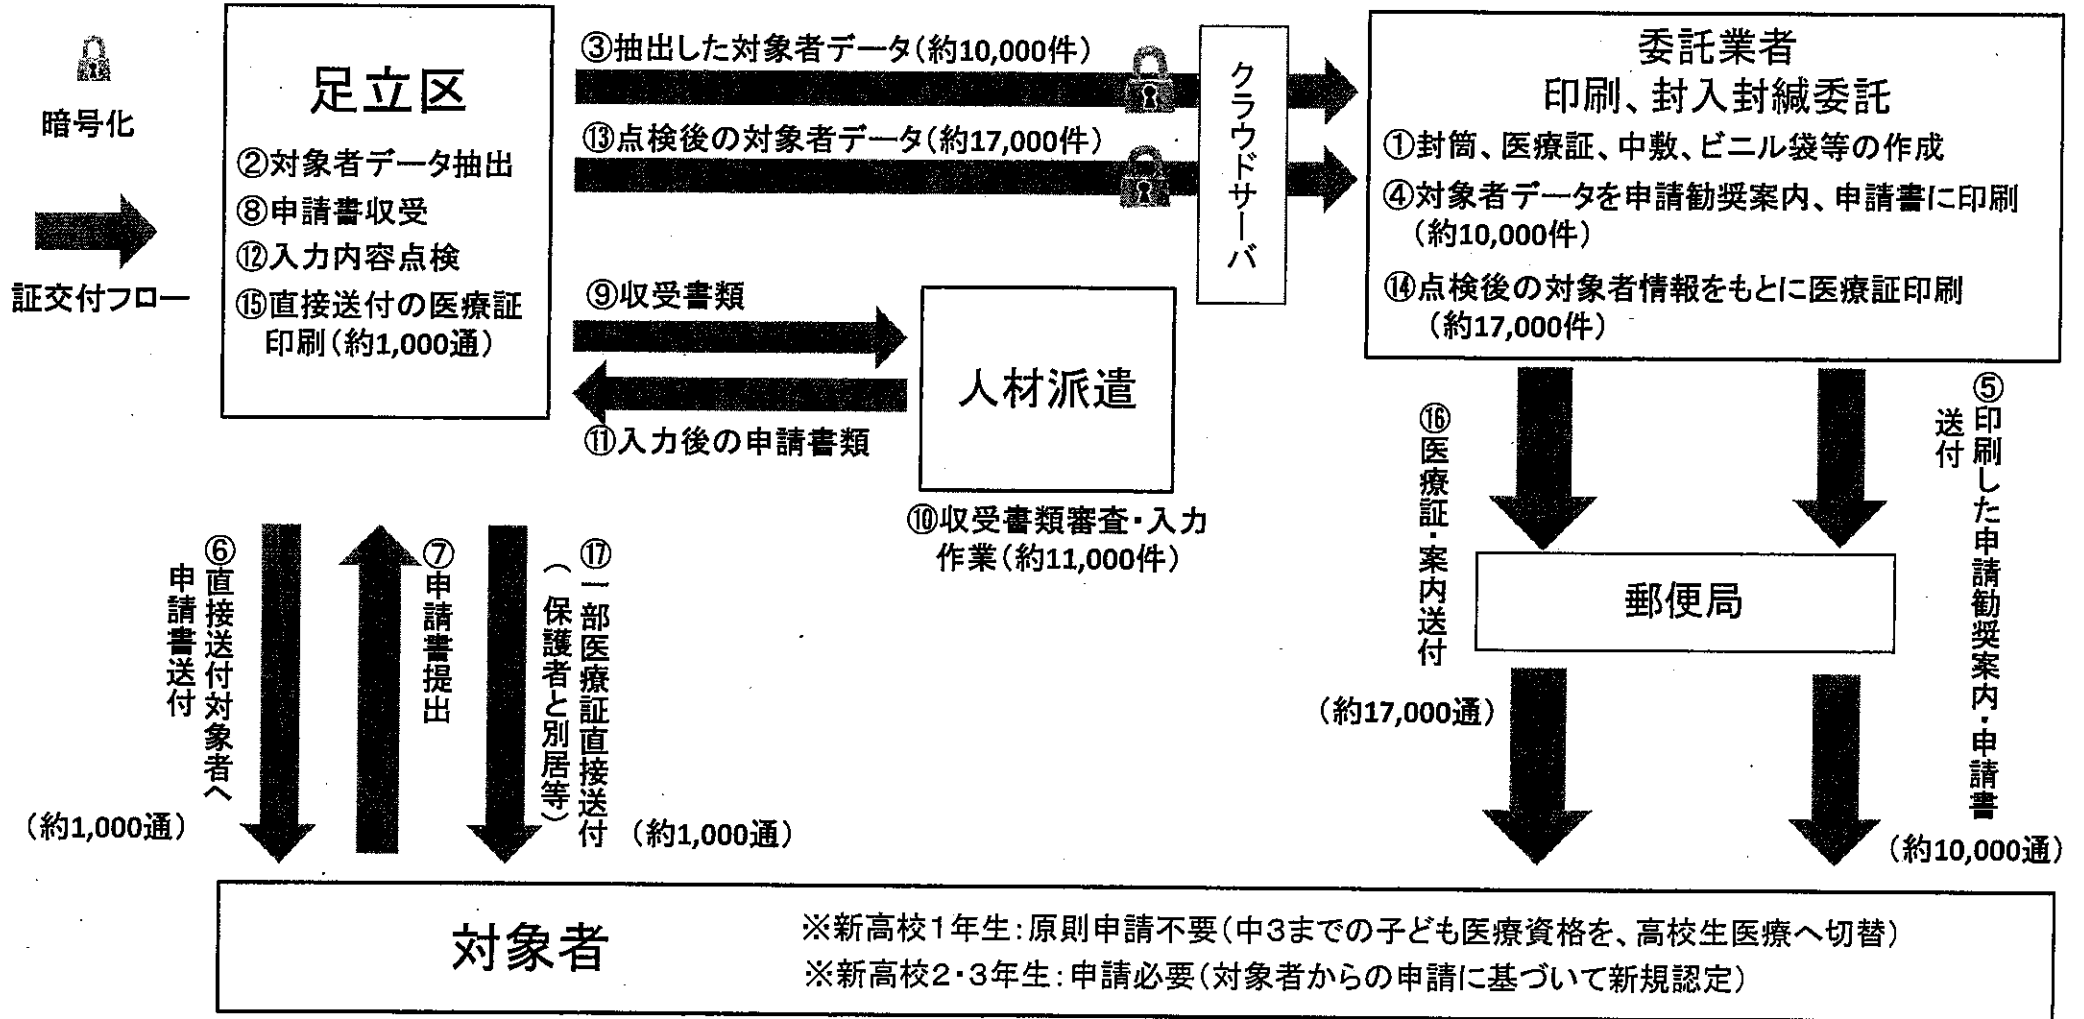 暗号化
証交付フロー
足立区
②対象者データ抽出
⑧申請書収受
⑫入力内容点検
⑮直接送付の医療証
印刷(約1,000通)
③抽出した対象者データ(約10,000件)
⑬点検後の対象者データ(約17,000件)
クラウドサーバ
委託業者
印刷、封入封緘委託
①封筒、医療証、中敷、ビニル袋等の作成
④対象者データを申請勧奨案内、申請書に印刷
(約10,000件)
⑭点検後の対象者情報をもとに医療証印刷
(約17,000件)
⑨収受書類
人材派遣
⑪入力後の申請書類
⑩収受書類審査・入力
作業(約11,000件)
⑤印刷した申請勧奨案内・申請書
送付
⑯医療証・案内送付
郵便局
(約17,000通)
(約10,000通)
⑥直接送付対象者へ
申請書送付
(約1,000通)
⑦申請書提出
⑰一部医療証直接送付
(保護者と別居等)
(約1,000通)
対象者
※新高校1年生:原則申請不要(中3までの子ども医療資格を、高校生医療へ切替)
※新高校2・3年生:申請必要(対象者からの申請に基づいて新規認定)